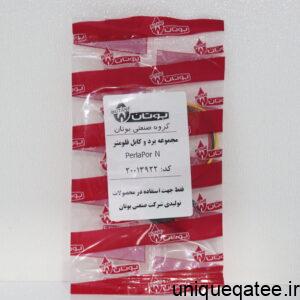 بوتان
گروه صنعتی بوتان
مجموعه برد و کابل فلومتر
PerlaPor N
کد: ۲۰۰۱۳۹۲۲
فقط جهت استفاده در محصولات
تولیدی شرکت صنعتی بوتان
uniqueqatee.ir